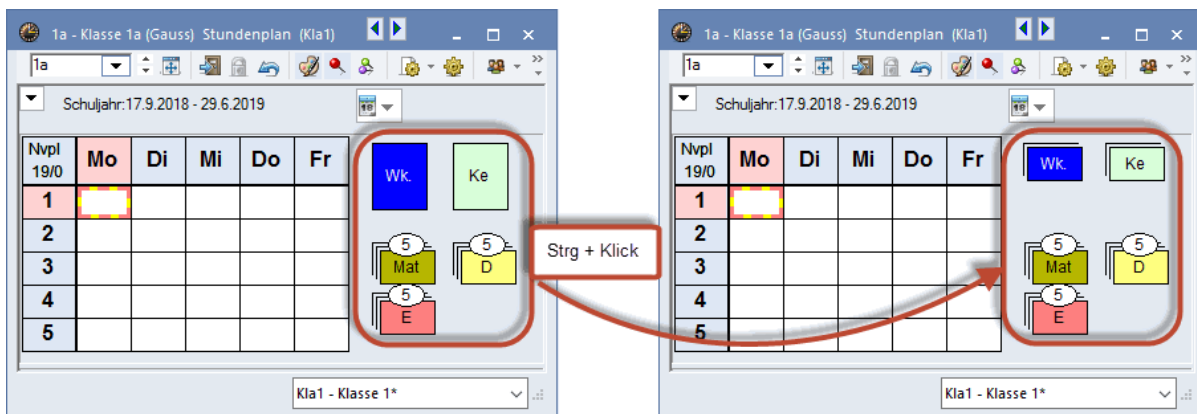 1a - Klasse 1a (Gauss) Stundenplan (Kla1)
1a
Schuljahr:17.9.2018 - 29.6.2019
18
Nvpl 19/0 Mo Di Mi Do Fr
1
2
3
4
5
Wk. Ke
5 5
Mat D
5
E
Kla1 - Klasse 1*
Strg + Klick
1a - Klasse 1a (Gauss) Stundenplan (Kla1)
1a
Schuljahr:17.9.2018 - 29.6.2019
18
Nvpl 19/0 Mo Di Mi Do Fr
1
2
3
4
5
Wk. Ke
5 5
Mat D
5
E
Kla1 - Klasse 1*